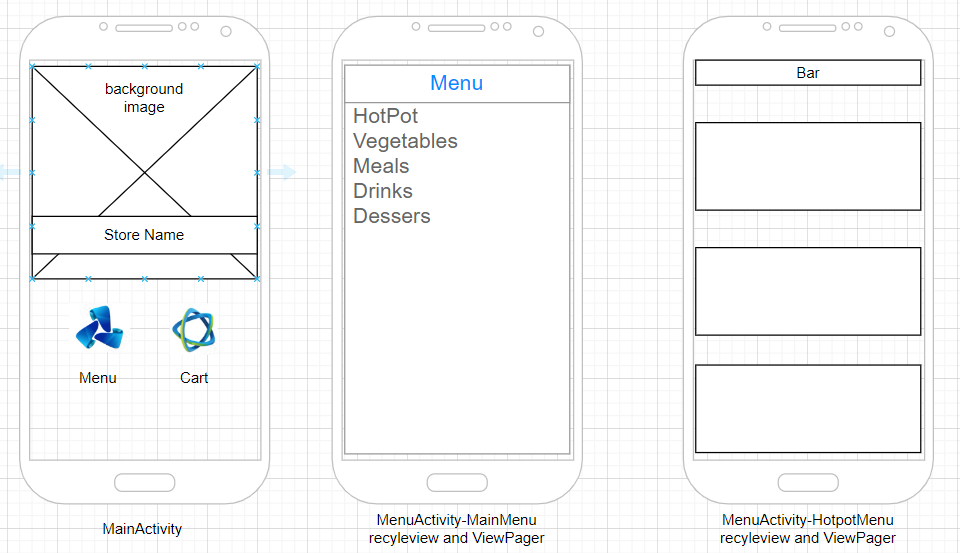 background
image
Store Name
Menu
Cart
MainActivity
Menu
HotPot
Vegetables
Meals
Drinks
Dessers
MenuActivity-MainMenu
recyleview and ViewPager
Bar
MenuActivity-HotpotMenu
recyleview and ViewPager